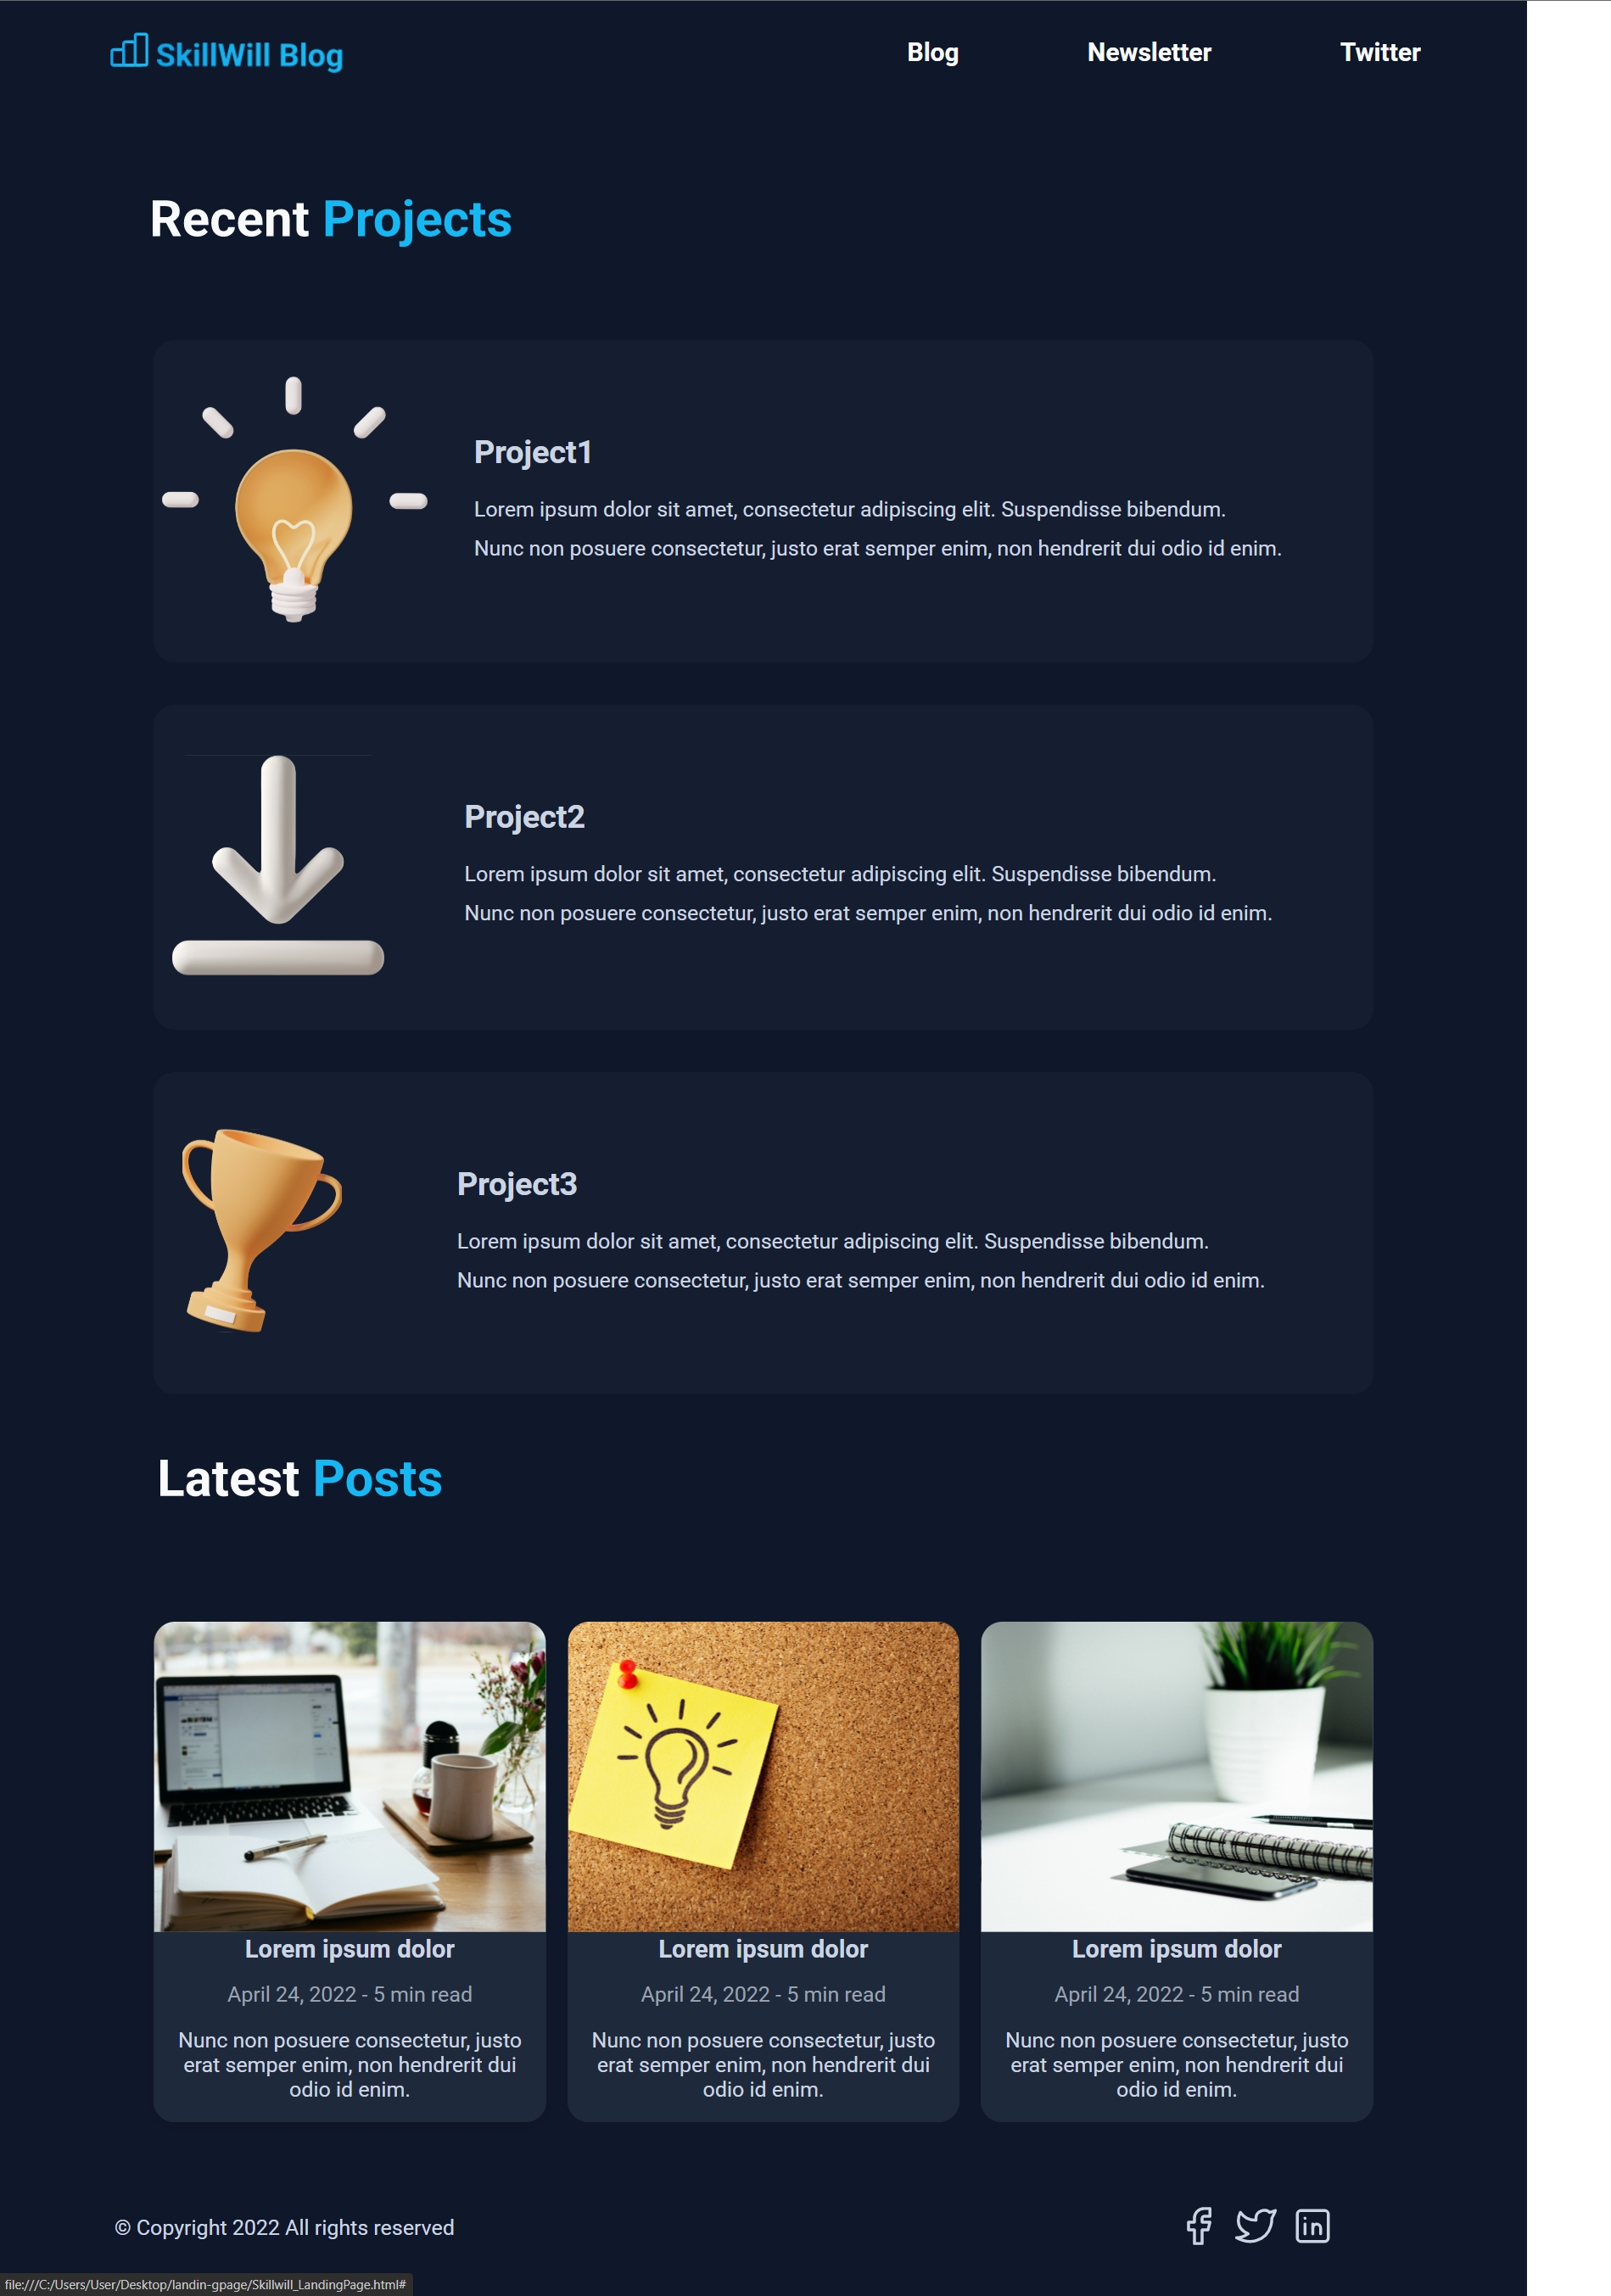 SkillWill Blog
Blog
Newsletter
Twitter
Recent Projects
Project1
Lorem ipsum dolor sit amet, consectetur adipiscing elit. Suspendisse bibendum.
Nunc non posuere consectetur, justo erat semper enim, non hendrerit dui odio id enim.
Project2
Lorem ipsum dolor sit amet, consectetur adipiscing elit. Suspendisse bibendum.
Nunc non posuere consectetur, justo erat semper enim, non hendrerit dui odio id enim.
Project3
Lorem ipsum dolor sit amet, consectetur adipiscing elit. Suspendisse bibendum.
Nunc non posuere consectetur, justo erat semper enim, non hendrerit dui odio id enim.
Latest Posts
Lorem ipsum dolor
April 24, 2022 - 5 min read
Nunc non posuere consectetur, justo
erat semper enim, non hendrerit dui
odio id enim.
Lorem ipsum dolor
April 24, 2022 - 5 min read
Nunc non posuere consectetur, justo
erat semper enim, non hendrerit dui
odio id enim.
Lorem ipsum dolor
April 24, 2022 - 5 min read
Nunc non posuere consectetur, justo
erat semper enim, non hendrerit dui
odio id enim.
© Copyright 2022 All rights reserved
in
file:///C:/Users/User/Desktop/landin-gpage/Skillwill_LandingPage.html#